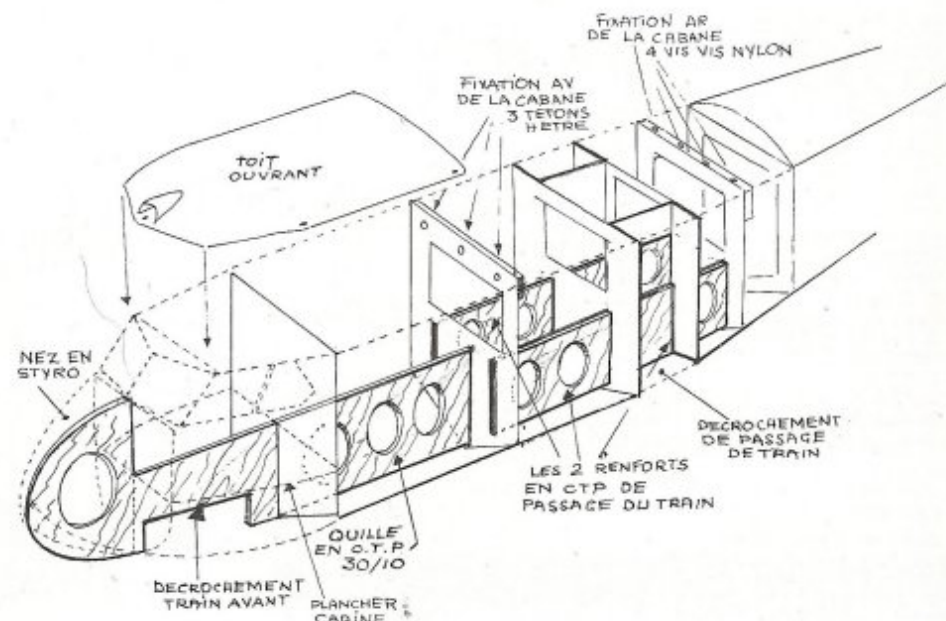 FIXATION AR
DE LA CABANE
4 VIS VIS NYLON
FIXATION AV
DE LA CABANE
3 TETONS
HETRE
TOIT
OUVRANT
NEZ EN
STYRO
DECROCHEMENT
DE PASSAGE
DE TRAIN
LES 2 RENFORTS
EN CTP DE
PASSAGE DU TRAIN
QUILLE
EN C.T.P
30/10
DECROCHEMENT
TRAIN AVANT
PLANCHER
CABINE